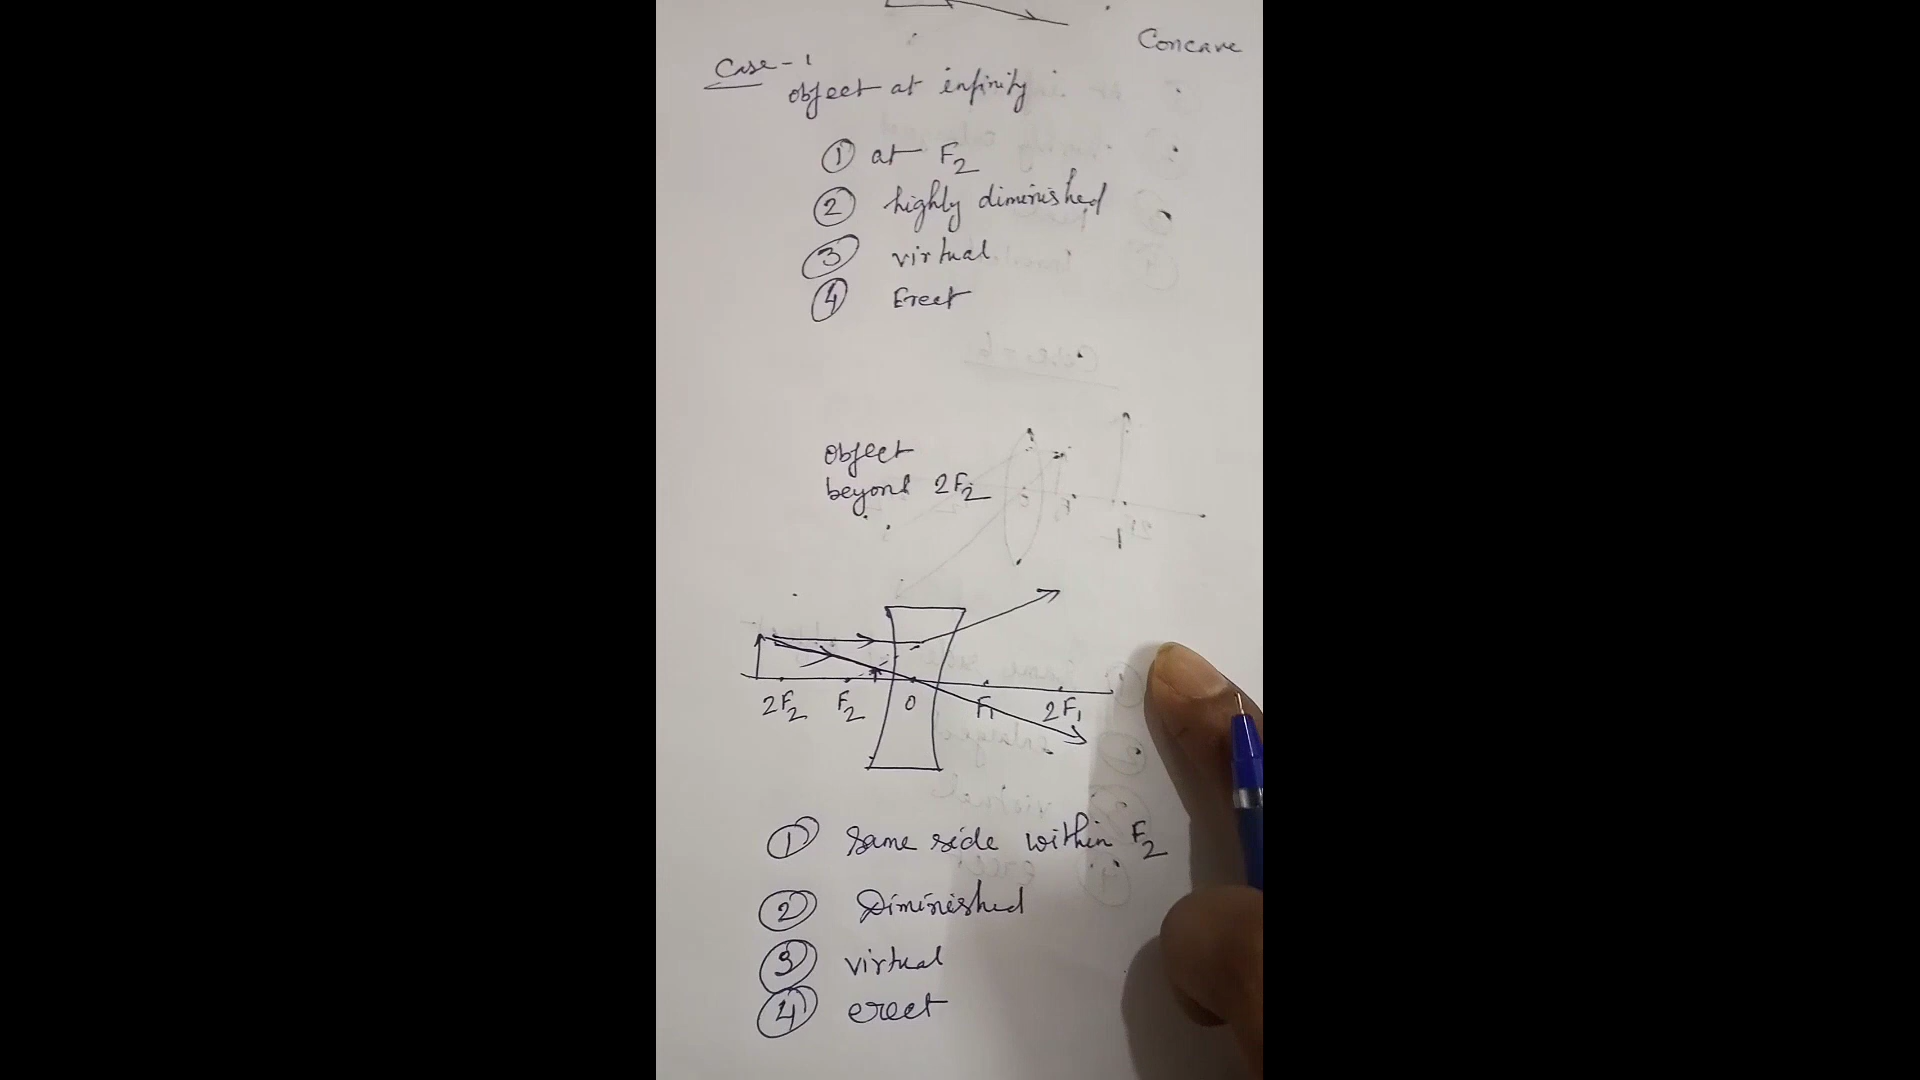 Concave
Case - 1
object at infinity
① at F₂
② highly diminished
③ virtual
④ Erect
object
beyond 2F₂
2F₂ F₂ O F₁ 2F₁
① Same side within F₂
② Diminished
③ virtual
④ erect